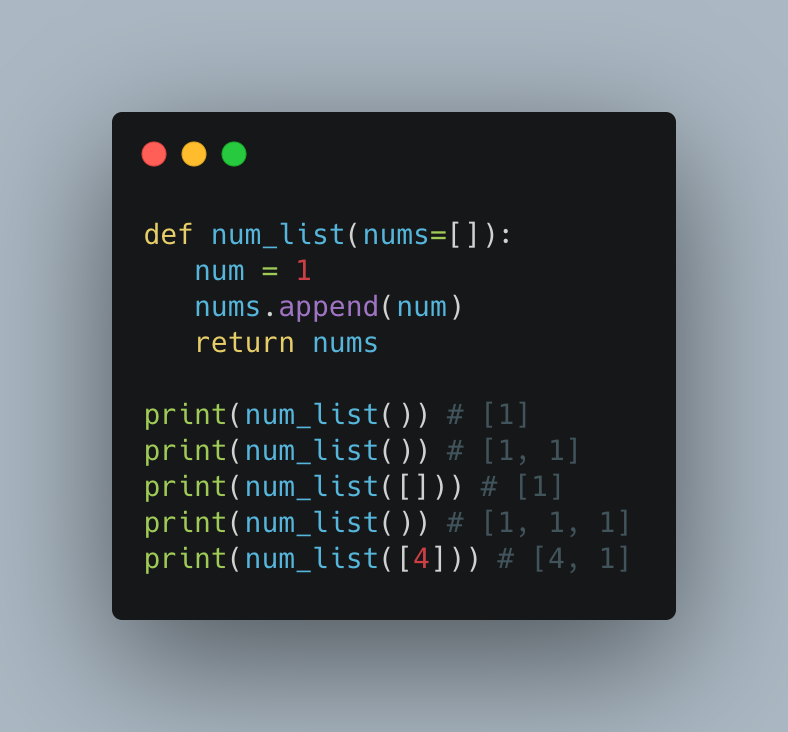 def num_list(nums=[]):
   num = 1
   nums.append(num)
   return nums

print(num_list()) # [1]
print(num_list()) # [1, 1]
print(num_list([])) # [1]
print(num_list()) # [1, 1, 1]
print(num_list([4])) # [4, 1]